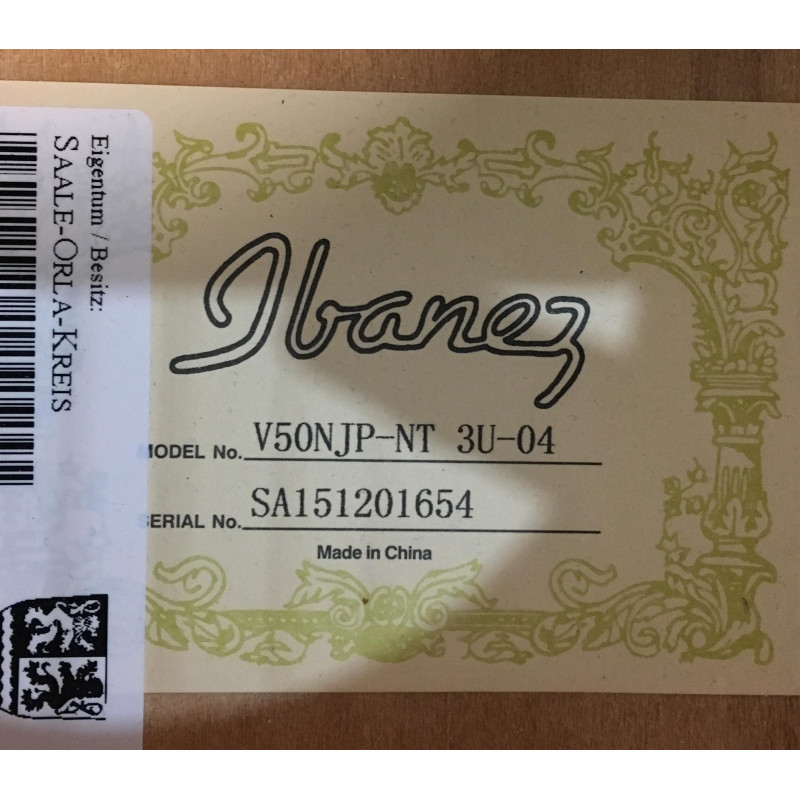 Eigentum / Besitz:
SAALE-ORLA-KREIS
Ibanez
MODEL No. V50NJP-NT 3U-04
SERIAL No. SA151201654
Made in China